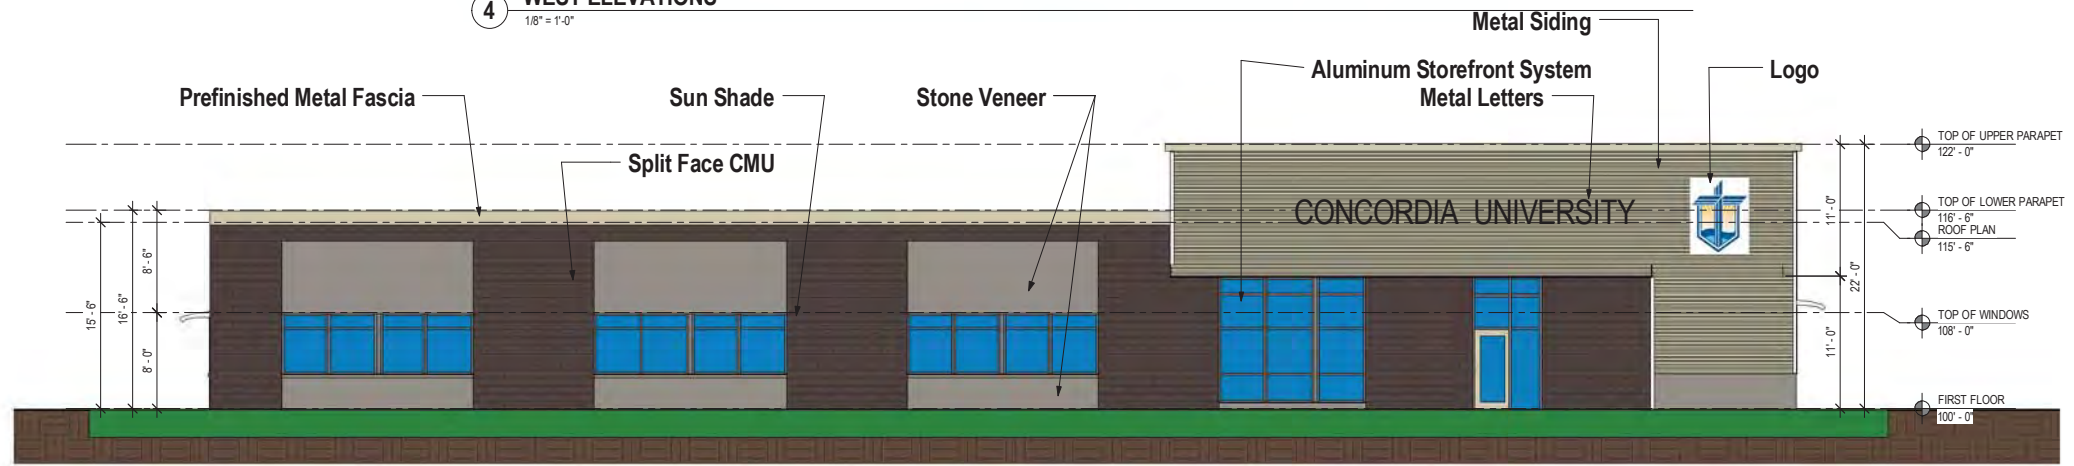 4
WEST ELEVATIONS
1/8" = 1'-0"
Metal Siding
Aluminum Storefront System
Logo
Prefinished Metal Fascia
Sun Shade
Stone Veneer
Metal Letters
Split Face CMU
TOP OF UPPER PARAPET
122' - 0"
CONCORDIA UNIVERSITY
TOP OF LOWER PARAPET
116' - 6"
ROOF PLAN
115' - 6"
TOP OF WINDOWS
108' - 0"
FIRST FLOOR
100' - 0"
15' - 6"
16' - 6"
8' - 6"
8' - 0"
11' - 0"
11' - 0"
22' - 0"